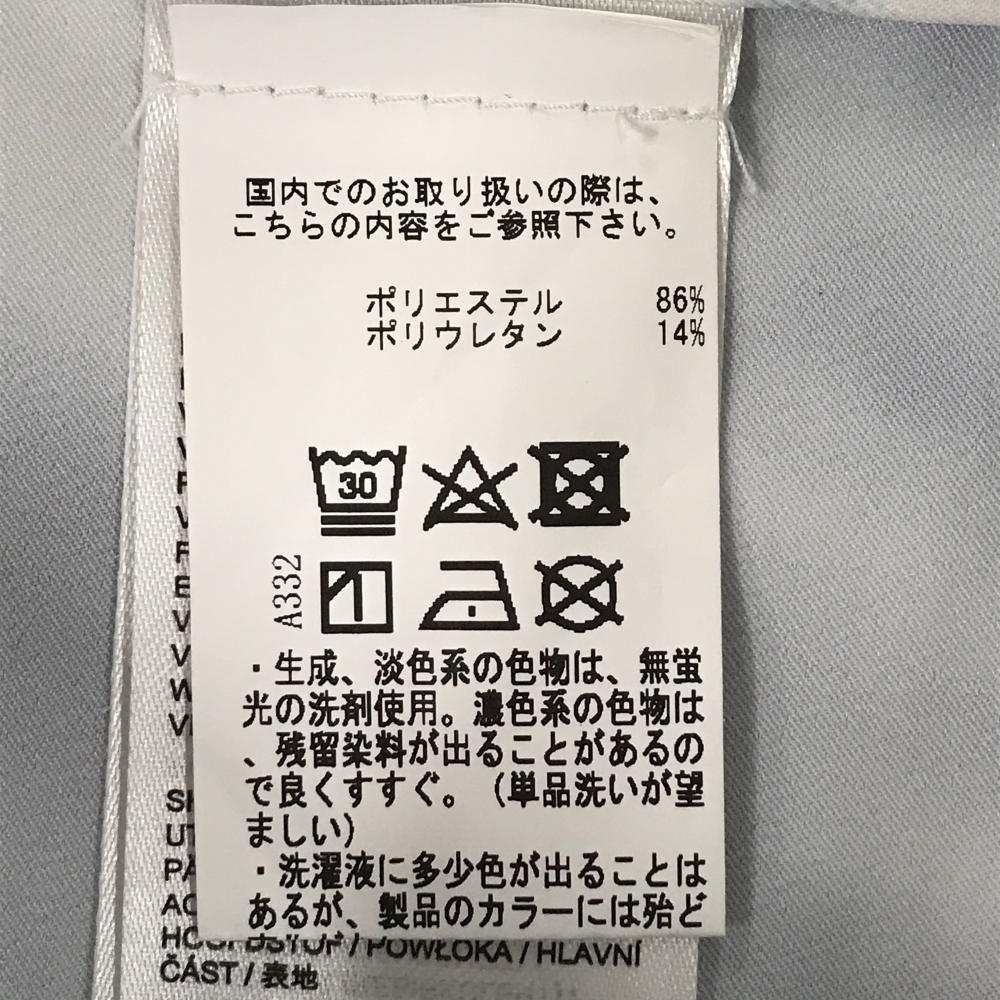 国内でのお取り扱いの際は、
こちらの内容をご参照下さい。
ポリエステル 86%
ポリウレタン 14%
30
A332
・生成、淡色系の色物は、無蛍
光の洗剤使用。濃色系の色物は
、残留染料が出ることがあるの
で良くすすぐ。（単品洗いが望
ましい）
・洗濯液に多少色が出ることは
あるが、製品のカラーには殆ど
/ POWŁOKA / HLAVNÍ
ČÁST / 表地